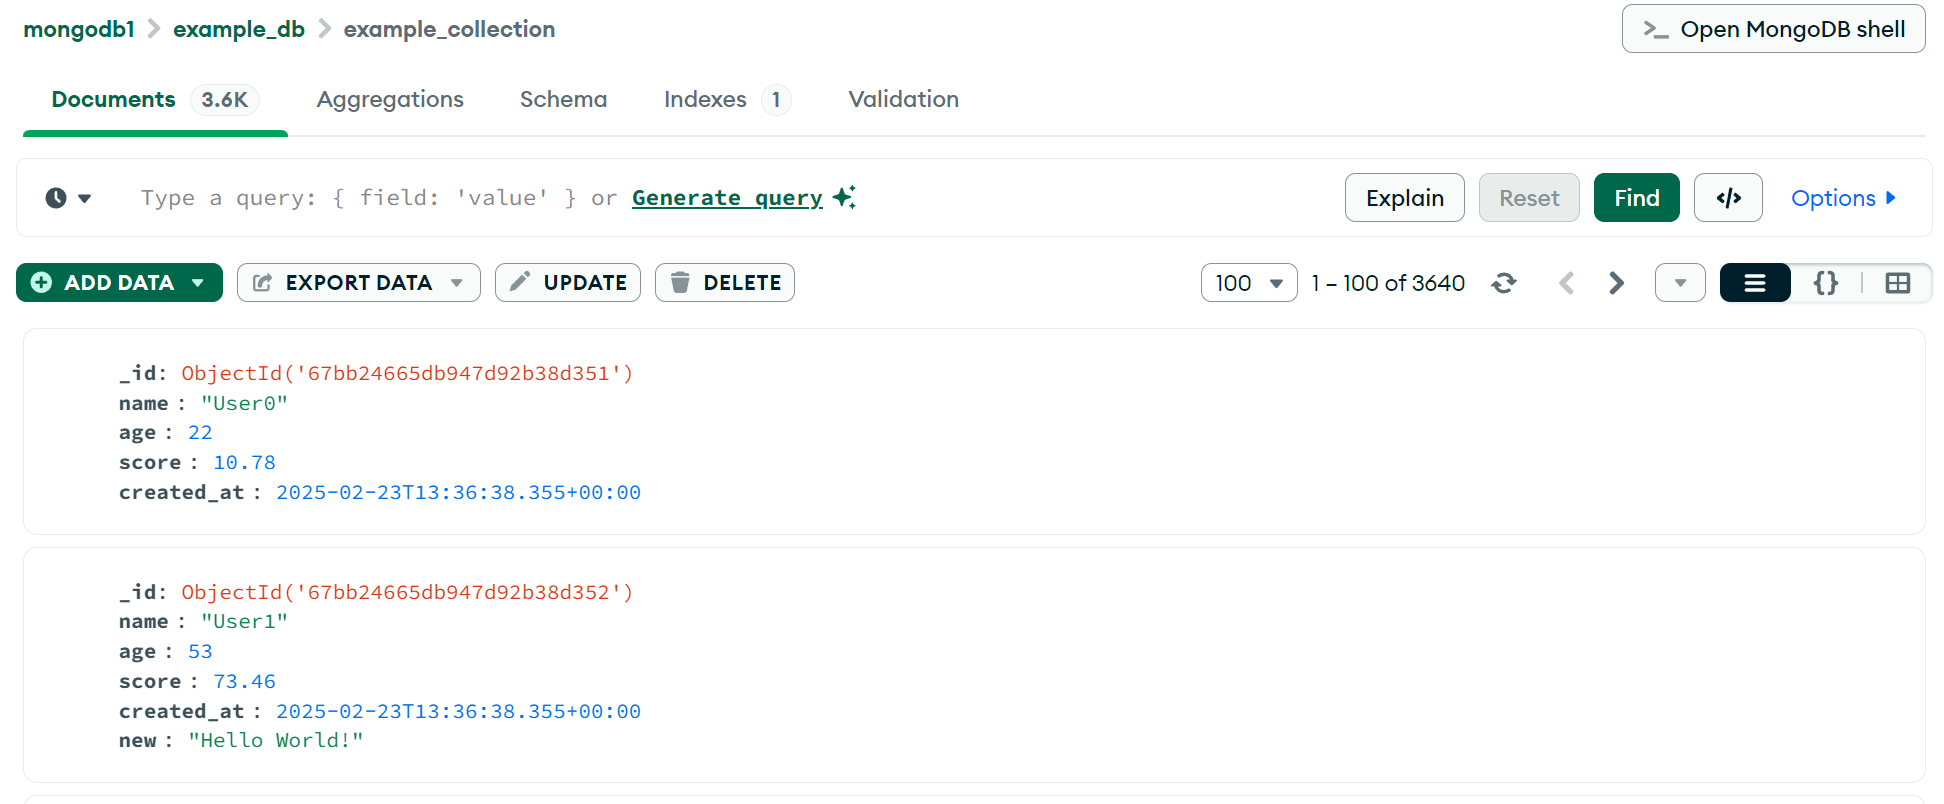 mongodb1 > example_db > example_collection
>_ Open MongoDB shell
Documents 3.6K Aggregations Schema Indexes 1 Validation
Type a query: { field: 'value' } or Generate query
Explain Reset Find </> Options
ADD DATA EXPORT DATA UPDATE DELETE 100 1 – 100 of 3640 {}
_id: ObjectId('67bb24665db947d92b38d351')
name : "User0"
age : 22
score : 10.78
created_at : 2025-02-23T13:36:38.355+00:00
_id: ObjectId('67bb24665db947d92b38d352')
name : "User1"
age : 53
score : 73.46
created_at : 2025-02-23T13:36:38.355+00:00
new : "Hello World!"